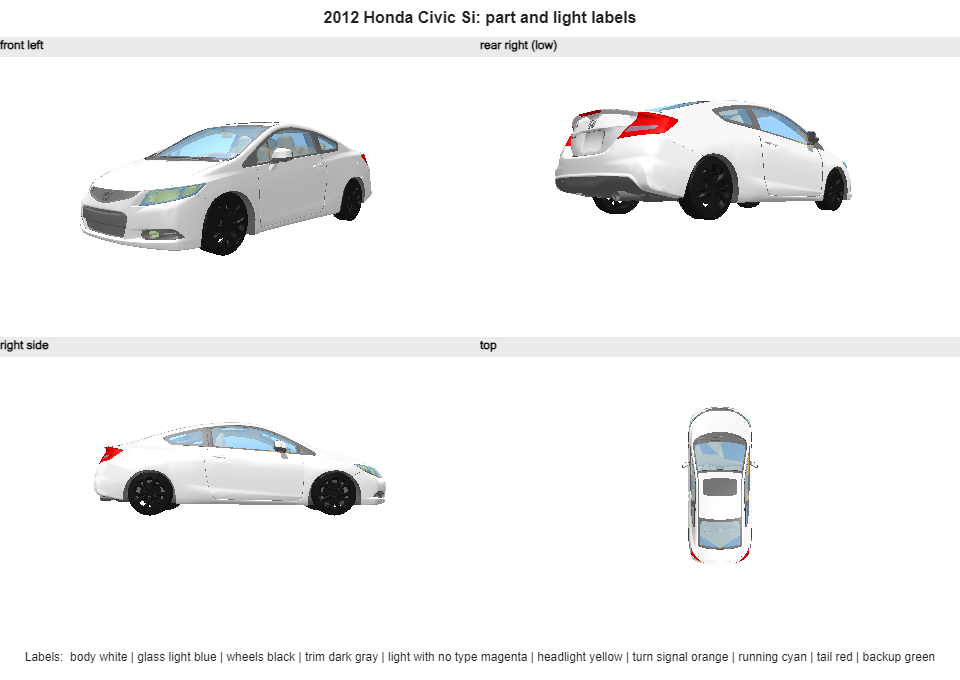 2012 Honda Civic Si: part and light labels
front left
rear right (low)
right side
top
Labels:  body white | glass light blue | wheels black | trim dark gray | light with no type magenta | headlight yellow | turn signal orange | running cyan | tail red | backup green